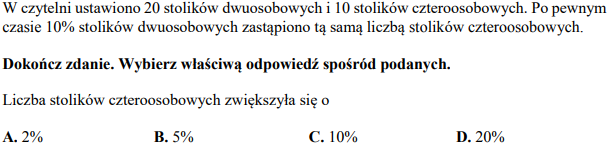 W czytelni ustawiono 20 stolików dwuosobowych i 10 stolików czteroosobowych. Po pewnym
czasie 10% stolików dwuosobowych zastąpiono tą samą liczbą stolików czteroosobowych.
Dokończ zdanie. Wybierz właściwą odpowiedź spośród podanych.
Liczba stolików czteroosobowych zwiększyła się o
A. 2% B. 5% C. 10% D. 20%